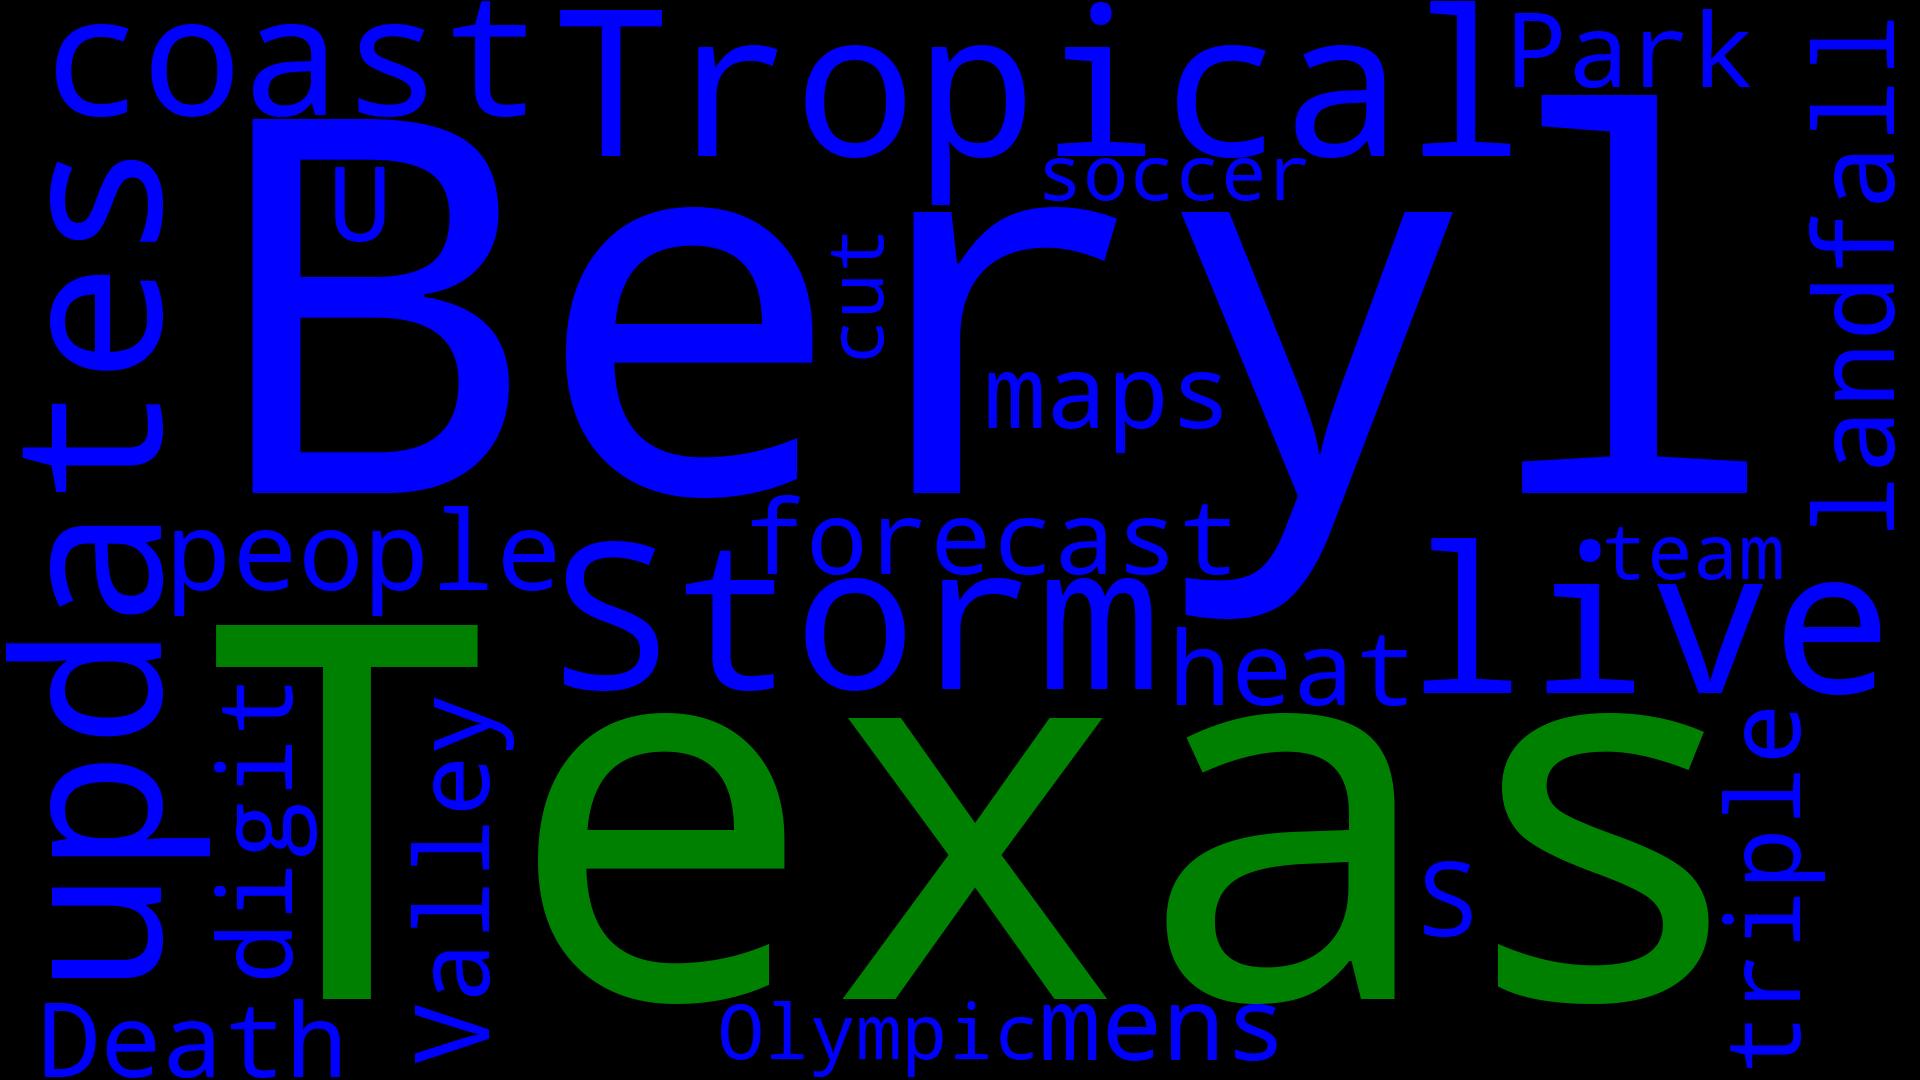 coast
Tropical
Park
landfall
updates
Beryl
U
soccer
cut
maps
people
forecast
Storm
live
team
heat
Texas
digit
Valley
S
triple
Death
Olympic
mens